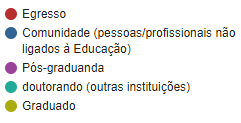 Egresso
Comunidade (pessoas/profissionais não
ligados à Educação)
Pós-graduanda
doutorando (outras instituições)
Graduado